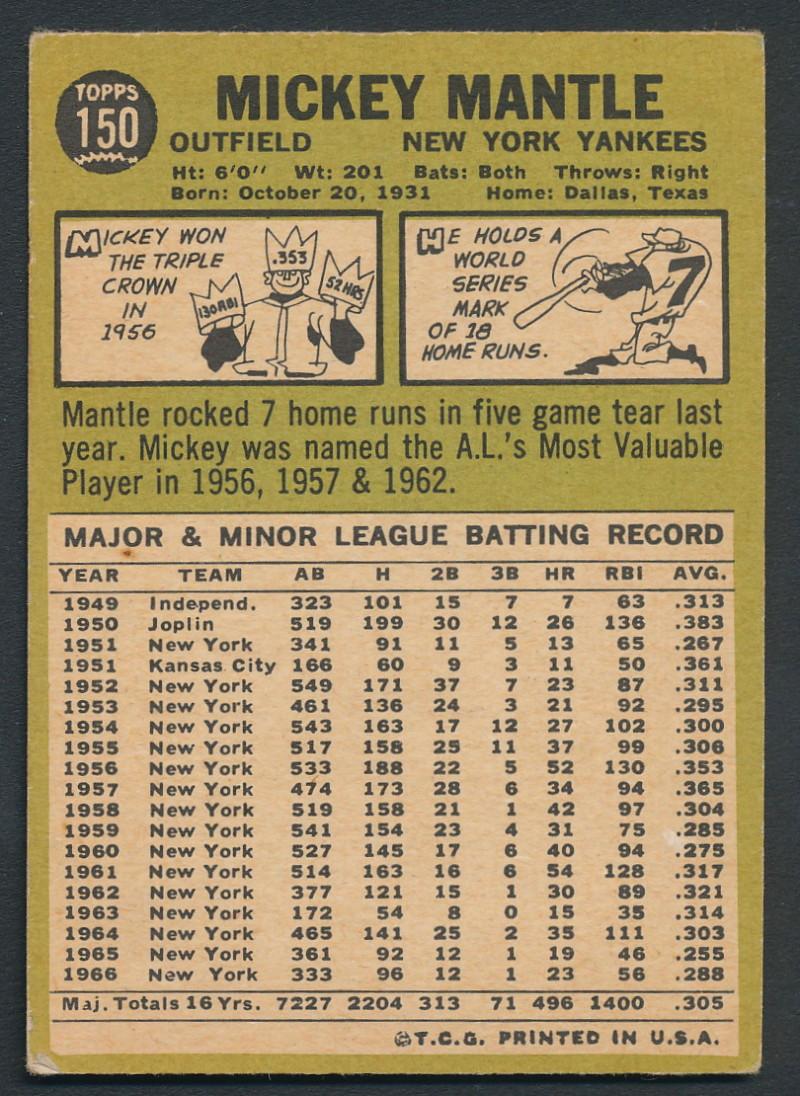 TOPPS
150
MICKEY MANTLE
OUTFIELD NEW YORK YANKEES
Ht: 6'0" Wt: 201 Bats: Both Throws: Right
Born: October 20, 1931 Home: Dallas, Texas
MICKEY WON
THE TRIPLE
CROWN
IN
1956
.353
130 RBI
52 HRS
HE HOLDS A
WORLD
SERIES
MARK
OF 18
HOME RUNS.
7
Mantle rocked 7 home runs in five game tear last
year. Mickey was named the A.L.'s Most Valuable
Player in 1956, 1957 & 1962.
MAJOR & MINOR LEAGUE BATTING RECORD
YEAR TEAM AB H 2B 3B HR RBI AVG.
1949 Independ. 323 101 15 7 7 63 .313
1950 Joplin 519 199 30 12 26 136 .383
1951 New York 341 91 11 5 13 65 .267
1951 Kansas City 166 60 9 3 11 50 .361
1952 New York 549 171 37 7 23 87 .311
1953 New York 461 136 24 3 21 92 .295
1954 New York 543 163 17 12 27 102 .300
1955 New York 517 158 25 11 37 99 .306
1956 New York 533 188 22 5 52 130 .353
1957 New York 474 173 28 6 34 94 .365
1958 New York 519 158 21 1 42 97 .304
1959 New York 541 154 23 4 31 75 .285
1960 New York 527 145 17 6 40 94 .275
1961 New York 514 163 16 6 54 128 .317
1962 New York 377 121 15 1 30 89 .321
1963 New York 172 54 8 0 15 35 .314
1964 New York 465 141 25 2 35 111 .303
1965 New York 361 92 12 1 19 46 .255
1966 New York 333 96 12 1 23 56 .288
Maj. Totals 16 Yrs. 7227 2204 313 71 496 1400 .305
©T.C.G. PRINTED IN U.S.A.